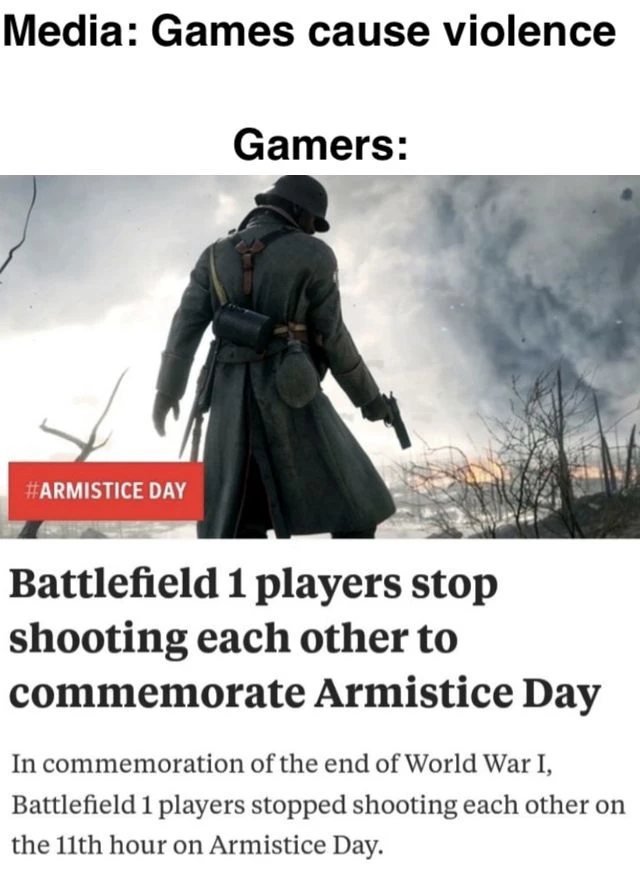 Media: Games cause violence
Gamers:
#ARMISTICE DAY
Battlefield 1 players stop
shooting each other to
commemorate Armistice Day
In commemoration of the end of World War I,
Battlefield 1 players stopped shooting each other on
the 11th hour on Armistice Day.